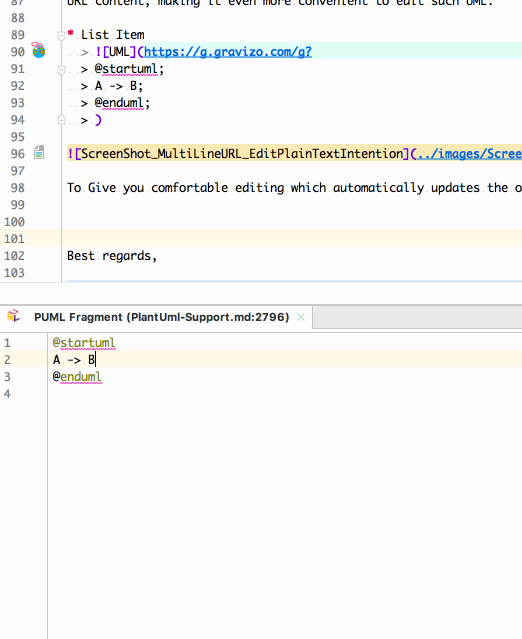 87 URL content, making it even more convenient to edit such UML.
88
89 * List Item
90 > ![UML](https://g.gravizo.com/g?
91 > @startuml;
92 > A -> B;
93 > @enduml;
94 > )
95
96 ![ScreenShot_MultiLineURL_EditPlainTextIntention](../images/Scree
97
98 To Give you comfortable editing which automatically updates the o
99
100
101
102 Best regards,
103
PUML Fragment (PlantUml-Support.md:2796) ×
1 @startuml
2 A -> B
3 @enduml
4